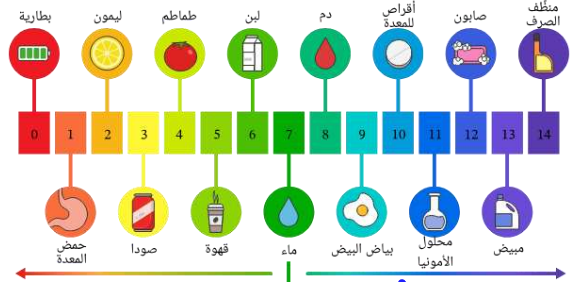 بطارية
ليمون
طماطم
لبن
دم
أقراص
للمعدة
صابون
منظّف
الصرف
0 1 2 3 4 5 6 7 8 9 10 11 12 13 14
حمض
المعدة
صودا
قهوة
ماء
بياض البيض
محلول
الأمونيا
مبيض